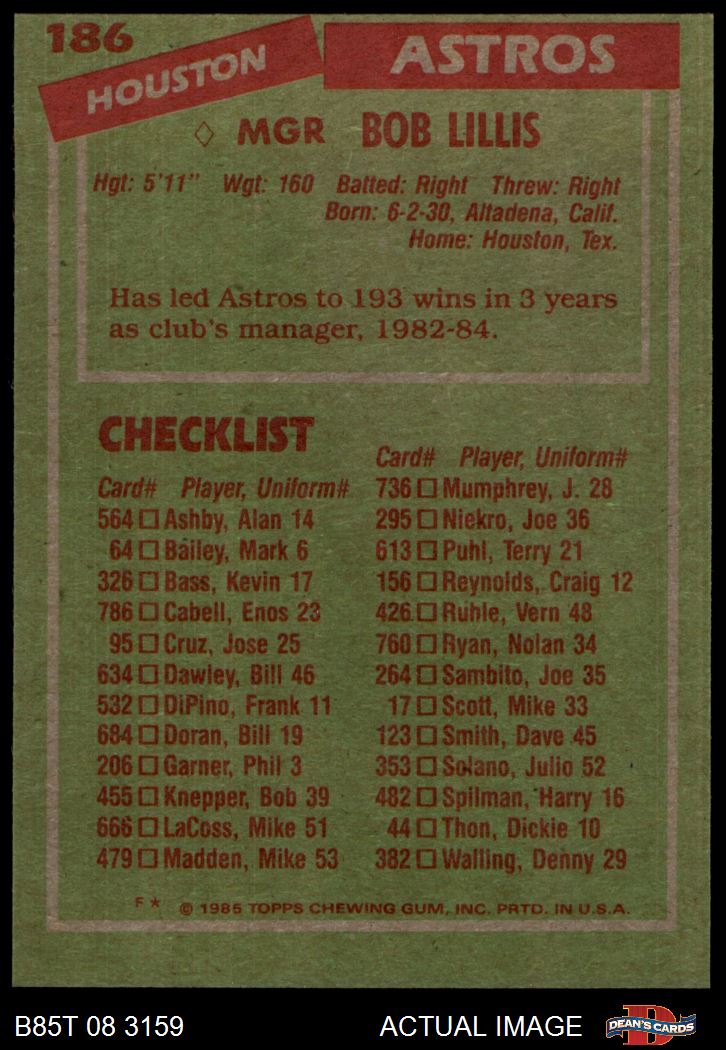 186
HOUSTON ASTROS
◇ MGR BOB LILLIS
Hgt: 5'11" Wgt: 160 Batted: Right Threw: Right
Born: 6-2-30, Altadena, Calif.
Home: Houston, Tex.
Has led Astros to 193 wins in 3 years
as club's manager, 1982-84.
CHECKLIST
Card# Player, Uniform#
564 □ Ashby, Alan 14
64 □ Bailey, Mark 6
326 □ Bass, Kevin 17
786 □ Cabell, Enos 23
95 □ Cruz, Jose 25
634 □ Dawley, Bill 46
532 □ DiPino, Frank 11
684 □ Doran, Bill 19
206 □ Garner, Phil 3
455 □ Knepper, Bob 39
666 □ LaCoss, Mike 51
479 □ Madden, Mike 53
Card# Player, Uniform#
736 □ Mumphrey, J. 28
295 □ Niekro, Joe 36
613 □ Puhl, Terry 21
156 □ Reynolds, Craig 12
426 □ Ruhle, Vern 48
760 □ Ryan, Nolan 34
264 □ Sambito, Joe 35
17 □ Scott, Mike 33
123 □ Smith, Dave 45
353 □ Solano, Julio 52
482 □ Spilman, Harry 16
44 □ Thon, Dickie 10
382 □ Walling, Denny 29
F* © 1985 TOPPS CHEWING GUM, INC. PRTD. IN U.S.A.
B85T 08 3159 ACTUAL IMAGE DEAN'S CARDS